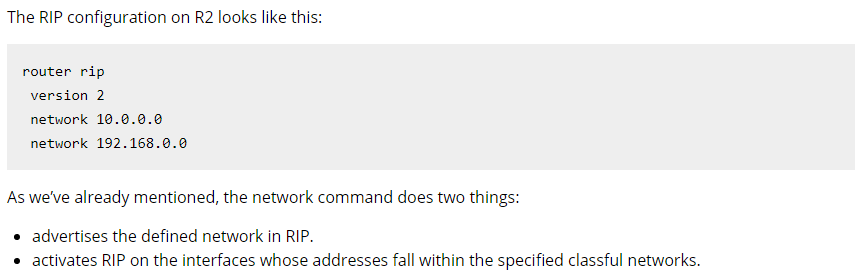 The RIP configuration on R2 looks like this:
router rip
version 2
network 10.0.0.0
network 192.168.0.0
As we’ve already mentioned, the network command does two things:
• advertises the defined network in RIP.
• activates RIP on the interfaces whose addresses fall within the specified classful networks.